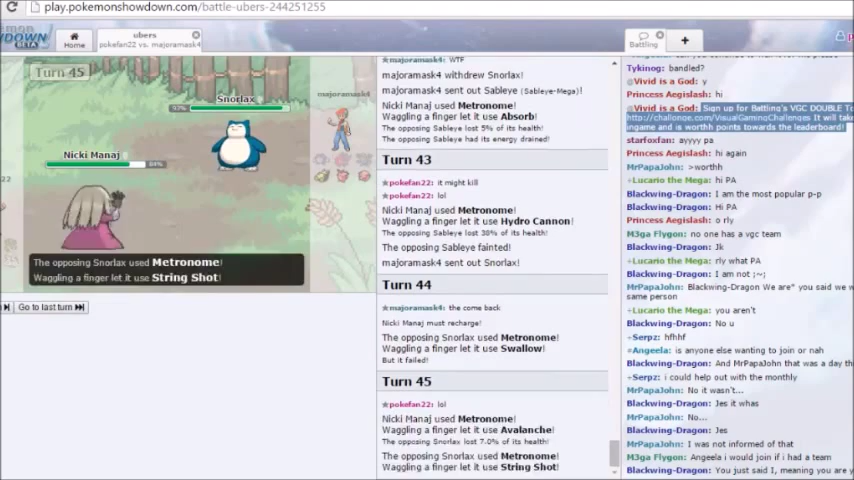 play.pokemonshowdown.com/battle-ubers-244251255
OWDOWN
BETA
Home
ubers
pokefan22 vs. majoramask4
Battling
Turn 45
Snorlax
93%
majoramask4
Nicki Manaj
84%
The opposing Snorlax used Metronome!
Waggling a finger let it use String Shot!
Go to last turn
☆majoramask4: WTF
majoramask4 withdrew Snorlax!
majoramask4 sent out Sableye (Sableye-Mega)!
Nicki Manaj used Metronome!
Waggling a finger let it use Absorb!
The opposing Sableye lost 5% of its health!
The opposing Sableye had its energy drained!
Turn 43
☆pokefan22: it might kill
☆pokefan22: lol
Nicki Manaj used Metronome!
Waggling a finger let it use Hydro Cannon!
The opposing Sableye lost 38% of its health!
The opposing Sableye fainted!
majoramask4 sent out Snorlax!
Turn 44
☆majoramask4: the come back
Nicki Manaj must recharge!
The opposing Snorlax used Metronome!
Waggling a finger let it use Swallow!
But it failed!
Turn 45
☆pokefan22: lol
Nicki Manaj used Metronome!
Waggling a finger let it use Avalanche!
The opposing Snorlax lost 7.0% of its health!
The opposing Snorlax used Metronome!
Waggling a finger let it use String Shot!
Tykinog: bandled?
@Vivid is a God: y
Princess Aegislash: hi
@Vivid is a God: Sign up for Battling's VGC DOUBLE
http://challonge.com/VisualGamingChallenges It will take
ingame and is worth points towards the leaderboard!
starfoxfan: ayyyy pa
Princess Aegislash: hi again
MrPapaJohn: >worthh
+Lucario the Mega: hi PA
Blackwing-Dragon: I am the most popular p-p
Blackwing-Dragon: Hi PA
Princess Aegislash: o rly
M3ga Flygon: no one has a vgc team
Blackwing-Dragon: Jk
+Lucario the Mega: rly what PA
Blackwing-Dragon: I am not ;~;
MrPapaJohn: Blackwing-Dragon We are" you said we w
same person
+Lucario the Mega: you aren't
Blackwing-Dragon: No u
+Serpz: hfhhf
#Angeela: is anyone else wanting to join or nah
Blackwing-Dragon: And MrPapaJohn that was a day th
+Serpz: i could help out with the monthly
MrPapaJohn: No it wasn't...
Blackwing-Dragon: Jes it whas
MrPapaJohn: No...
Blackwing-Dragon: Jes
MrPapaJohn: I was not informed of that
M3ga Flygon: Angeela i would join if i had a team
Blackwing-Dragon: You just said I, meaning you are y